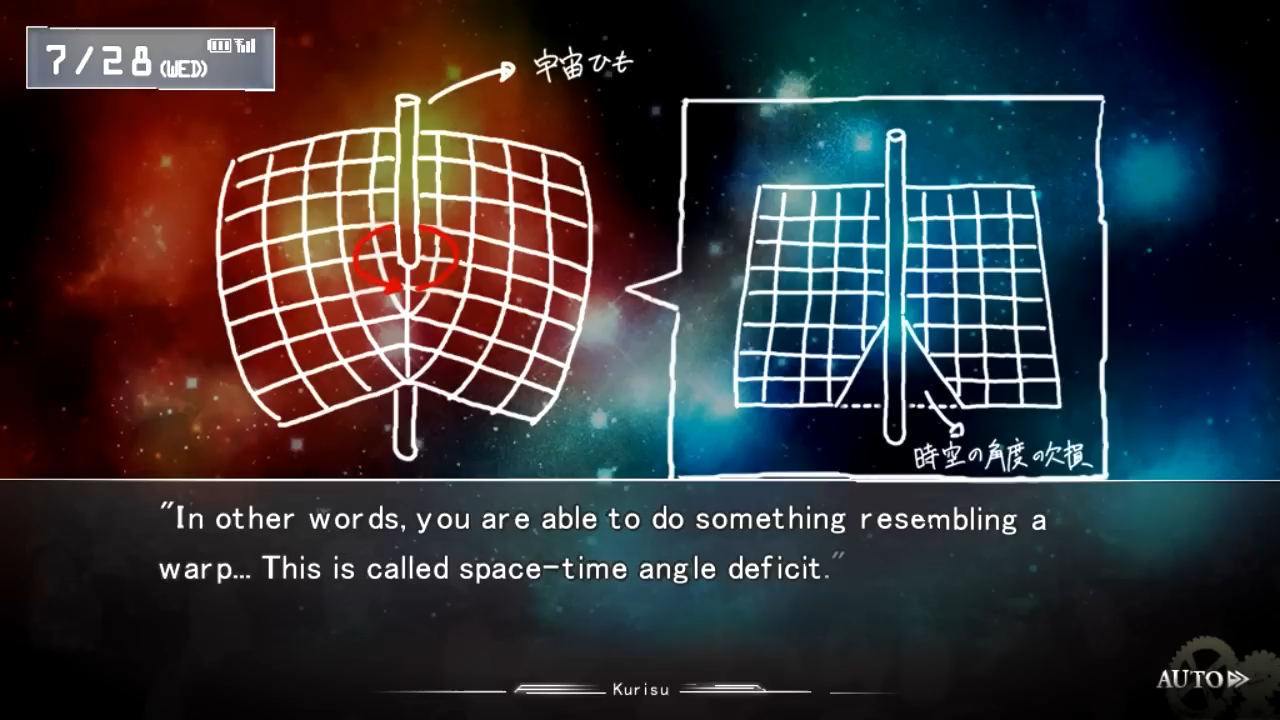 7/28(WED)
宇宙ひも
時空の角度の欠損
"In other words, you are able to do something resembling a
warp… This is called space-time angle deficit."
Kurisu
AUTO